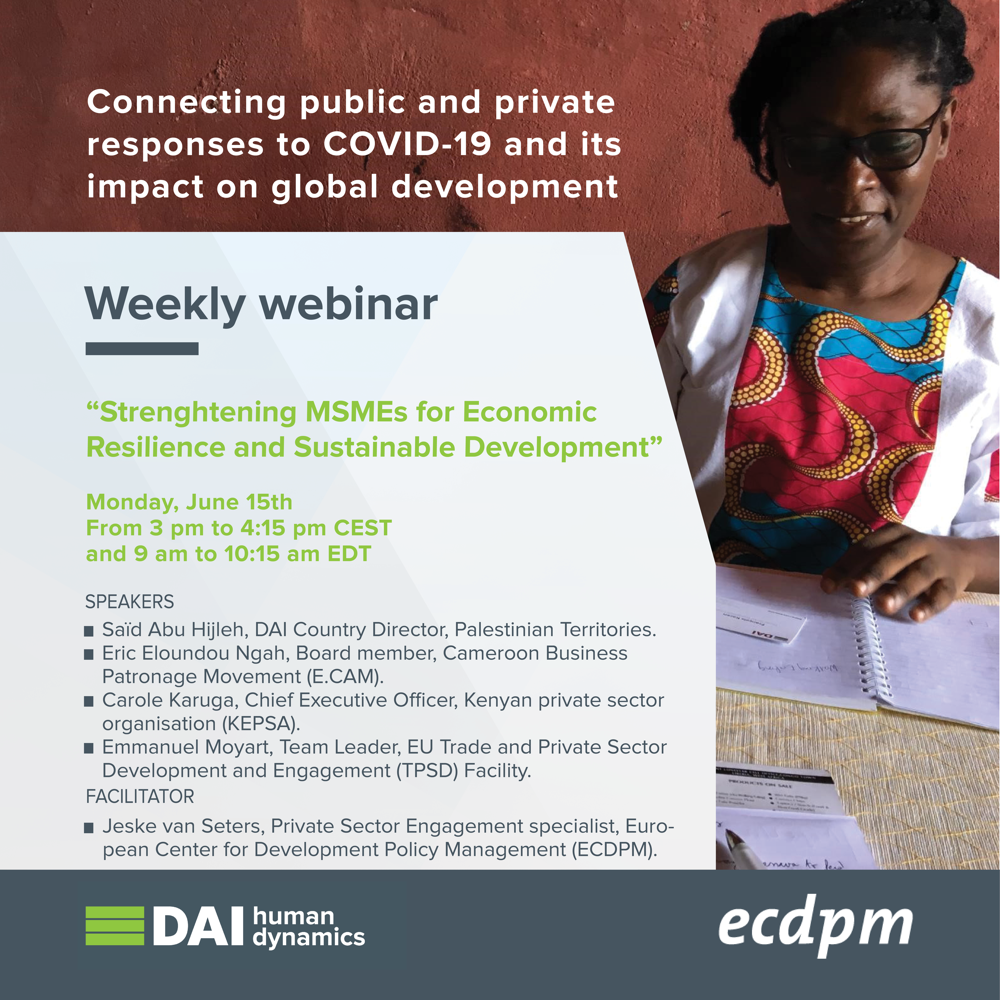 Connecting public and private
responses to COVID-19 and its
impact on global development
Weekly webinar
“Strenghtening MSMEs for Economic
Resilience and Sustainable Development”
Monday, June 15th
From 3 pm to 4:15 pm CEST
and 9 am to 10:15 am EDT
SPEAKERS
■ Saïd Abu Hijleh, DAI Country Director, Palestinian Territories.
■ Eric Eloundou Ngah, Board member, Cameroon Business
Patronage Movement (E.CAM).
■ Carole Karuga, Chief Executive Officer, Kenyan private sector
organisation (KEPSA).
■ Emmanuel Moyart, Team Leader, EU Trade and Private Sector
Development and Engagement (TPSD) Facility.
FACILITATOR
■ Jeske van Seters, Private Sector Engagement specialist, Euro-
pean Center for Development Policy Management (ECDPM).
DAI
PRODUCTS ON SALE
DAI human
dynamics
ecdpm